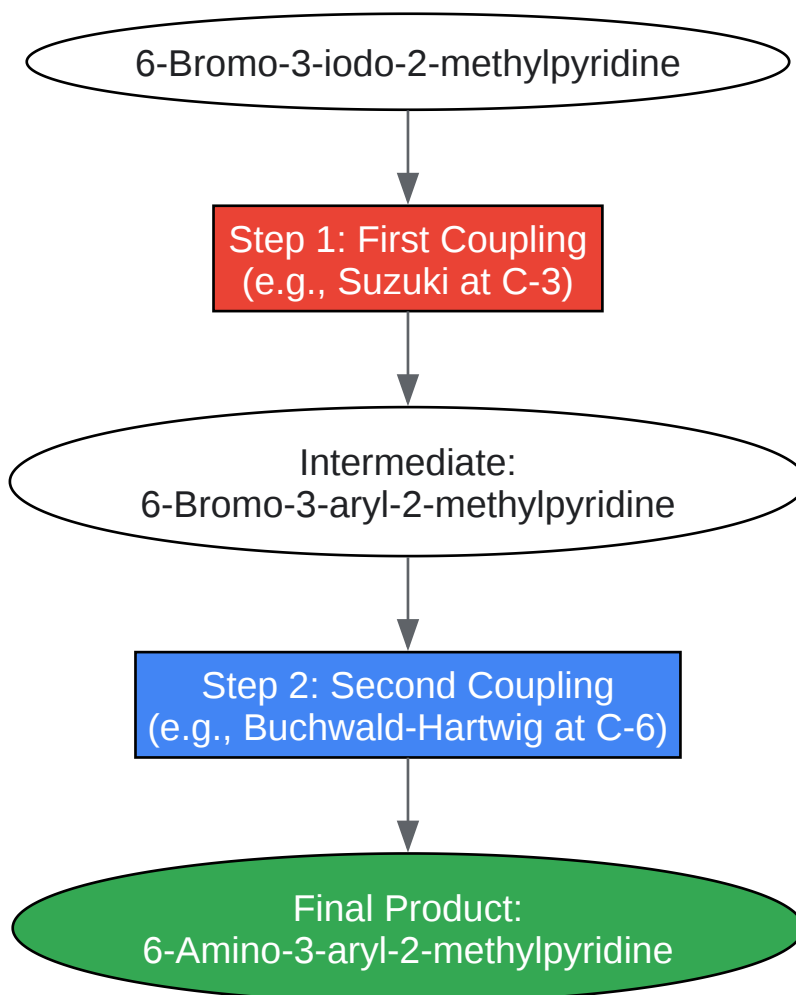 6-Bromo-3-iodo-2-methylpyridine
Step 1: First Coupling
(e.g., Suzuki at C-3)
Intermediate:
6-Bromo-3-aryl-2-methylpyridine
Step 2: Second Coupling
(e.g., Buchwald-Hartwig at C-6)
Final Product:
6-Amino-3-aryl-2-methylpyridine